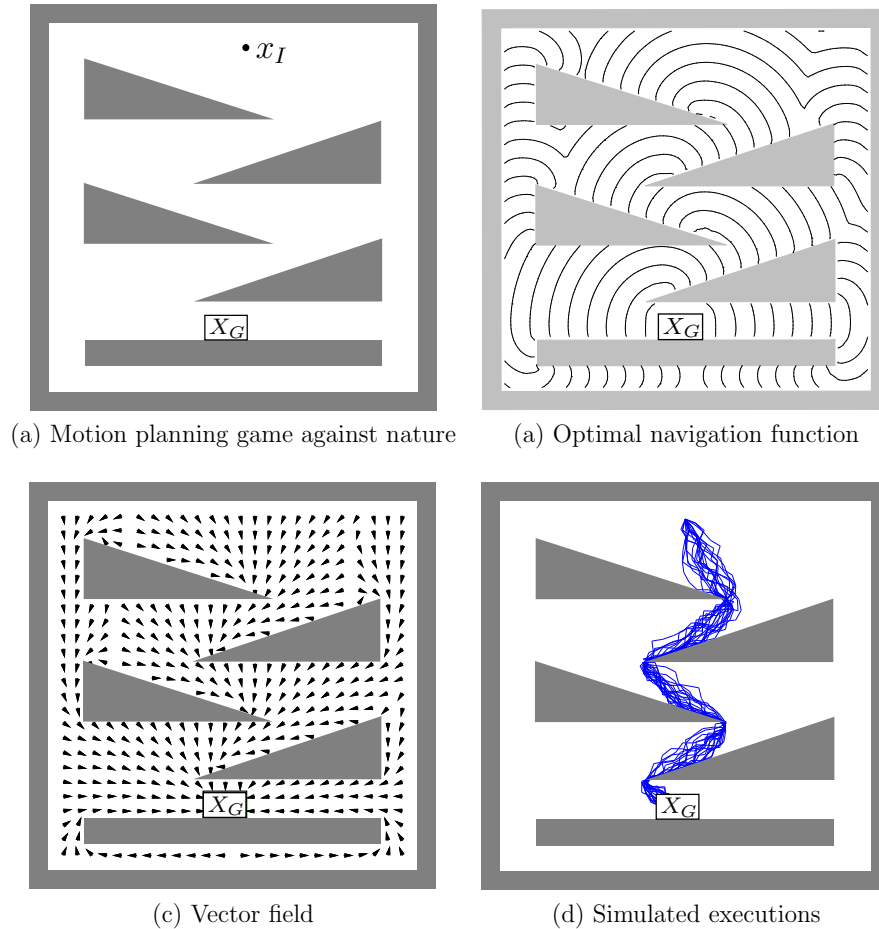 x_I
X_G
X_G
(a) Motion planning game against nature
(a) Optimal navigation function
X_G
X_G
(c) Vector field
(d) Simulated executions